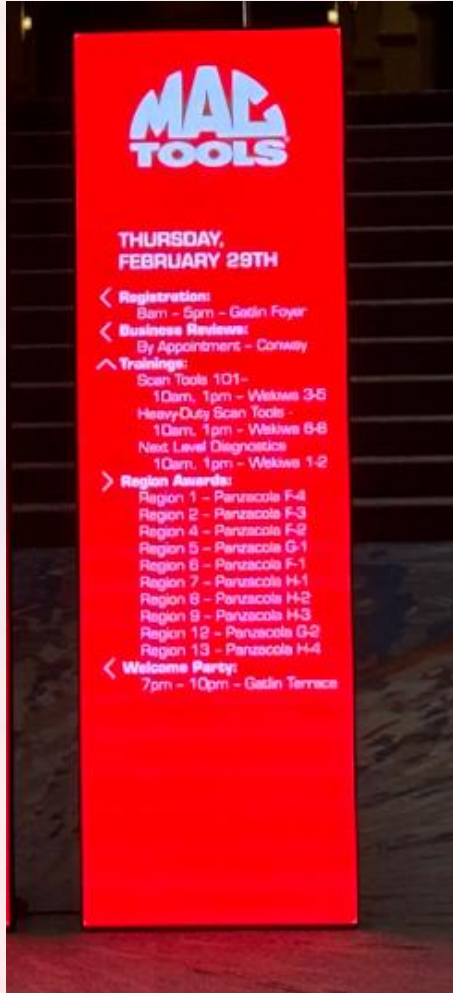 MAC
TOOLS
THURSDAY,
FEBRUARY 29TH
< Registration:
8am – 5pm – Gatlin Foyer
< Business Reviews:
By Appointment – Conway
^ Trainings:
Scan Tools 101–
10am, 1pm – Wekiwa 3-5
Heavy-Duty Scan Tools -
10am, 1pm – Wekiwa 6-8
Next Level Diagnostics
10am, 1pm – Wekiwa 1-2
> Region Awards:
Region 1 – Panzacola F-4
Region 2 – Panzacola F-3
Region 4 – Panzacola F-2
Region 5 – Panzacola G-1
Region 6 – Panzacola F-1
Region 7 – Panzacola H-1
Region 8 – Panzacola H-2
Region 9 – Panzacola H-3
Region 12 – Panzacola G-2
Region 13 – Panzacola H-4
< Welcome Party:
7pm – 10pm – Gatlin Terrace